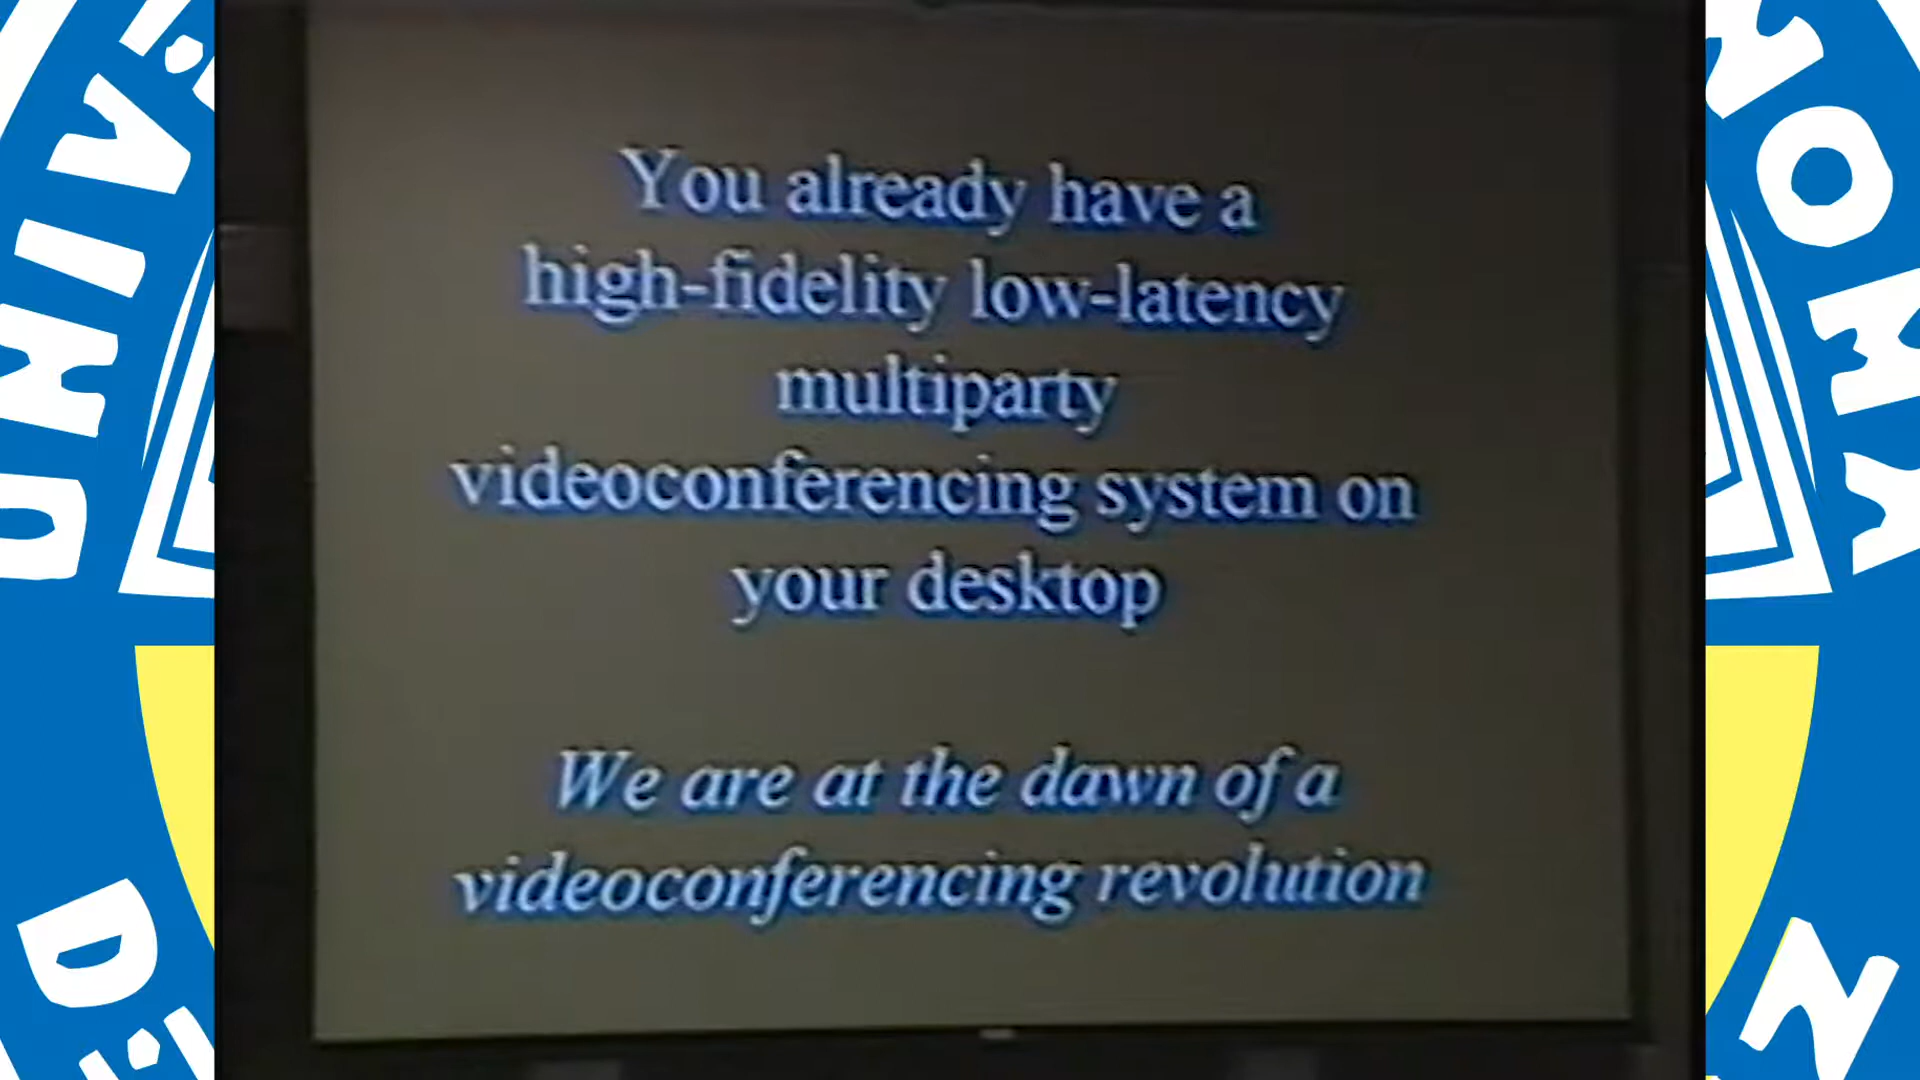 You already have a
high-fidelity low-latency
multiparty
videoconferencing system on
your desktop
We are at the dawn of a
videoconferencing revolution